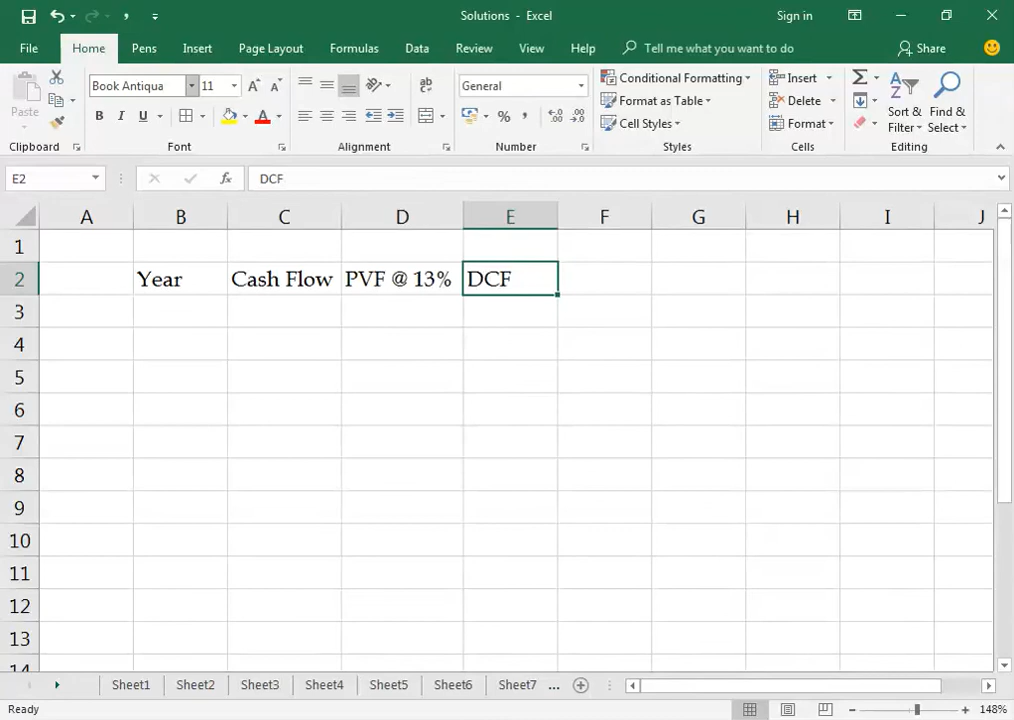 Solutions - Excel
Sign in
File Home Pens Insert Page Layout Formulas Data Review View Help Tell me what you want to do Share
Paste
Book Antiqua 11
B I U A
General
% ,
Conditional Formatting
Format as Table
Cell Styles
Insert
Delete
Format
Sort & Filter
Find & Select
Clipboard Font Alignment Number Styles Cells Editing
E2 fx DCF
A B C D E F G H I J
1
2 Year Cash Flow PVF @ 13% DCF
3
4
5
6
7
8
9
10
11
12
13
14
Sheet1 Sheet2 Sheet3 Sheet4 Sheet5 Sheet6 Sheet7 ...
Ready 148%